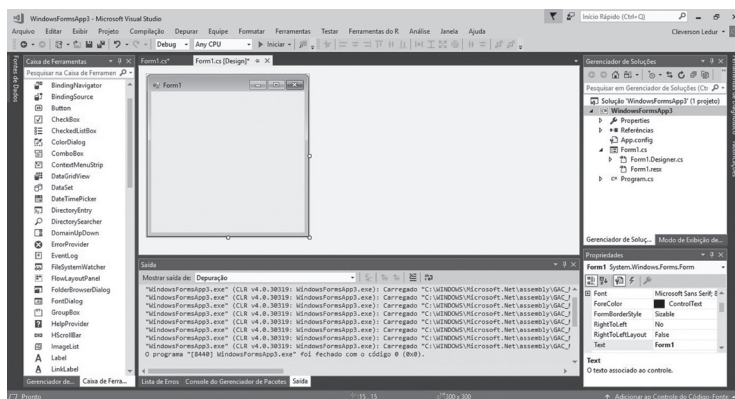 WindowsFormsApp3 - Microsoft Visual Studio
Início Rápido (Ctrl+Q)
Arquivo Editar Exibir Projeto Compilação Depurar Equipe Formatar Ferramentas Testar Ferramentas do R Análise Janela Ajuda
Cleverson Ledur
Debug Any CPU Iniciar
Fontes de Dados
Caixa de Ferramentas
Pesquisar na Caixa de Ferramen
BindingNavigator
BindingSource
Button
CheckBox
CheckedListBox
ColorDialog
ComboBox
ContextMenuStrip
DataGridView
DataSet
DateTimePicker
DirectoryEntry
DirectorySearcher
DomainUpDown
ErrorProvider
EventLog
FileSystemWatcher
FlowLayoutPanel
FolderBrowserDialog
FontDialog
GroupBox
HelpProvider
HScrollBar
ImageList
Label
LinkLabel
Gerenciador de... Caixa de Ferra...
Form1.cs* Form1.cs [Design]*
Form1
Saída
Mostrar saída de: Depuração
"WindowsFormsApp3.exe" (CLR v4.0.30319: WindowsFormsApp3.exe): Carregado "C:\WINDOWS\Microsoft.Net\assembly\GAC_
"WindowsFormsApp3.exe" (CLR v4.0.30319: WindowsFormsApp3.exe): Carregado "C:\WINDOWS\Microsoft.Net\assembly\GAC_
"WindowsFormsApp3.exe" (CLR v4.0.30319: WindowsFormsApp3.exe): Carregado "C:\WINDOWS\Microsoft.Net\assembly\GAC_
"WindowsFormsApp3.exe" (CLR v4.0.30319: WindowsFormsApp3.exe): Carregado "C:\WINDOWS\Microsoft.Net\assembly\GAC_
"WindowsFormsApp3.exe" (CLR v4.0.30319: WindowsFormsApp3.exe): Carregado "C:\WINDOWS\Microsoft.Net\assembly\GAC_
"WindowsFormsApp3.exe" (CLR v4.0.30319: WindowsFormsApp3.exe): Carregado "C:\WINDOWS\Microsoft.Net\assembly\GAC_
"WindowsFormsApp3.exe" (CLR v4.0.30319: WindowsFormsApp3.exe): Carregado "C:\WINDOWS\Microsoft.Net\assembly\GAC_
O programa "[8440] WindowsFormsApp3.exe" foi fechado com o código 0 (0x0).
Lista de Erros Console do Gerenciador de Pacotes Saída
Gerenciador de Soluções
Pesquisar em Gerenciador de Soluções (Ctr
Solução 'WindowsFormsApp3' (1 projeto)
WindowsFormsApp3
Properties
Referências
App.config
Form1.cs
Form1.Designer.cs
Form1.resx
Program.cs
Gerenciador de Soluç... Modo de Exibição de...
Propriedades
Form1 System.Windows.Forms.Form
Font Microsoft Sans Serif; 8
ForeColor ControlText
FormBorderStyle Sizable
RightToLeft No
RightToLeftLayout False
Text Form1
Text
O texto associado ao controle.
Pronto 15, 15 300 x 300 Adicionar ao Controle do Código-Fonte